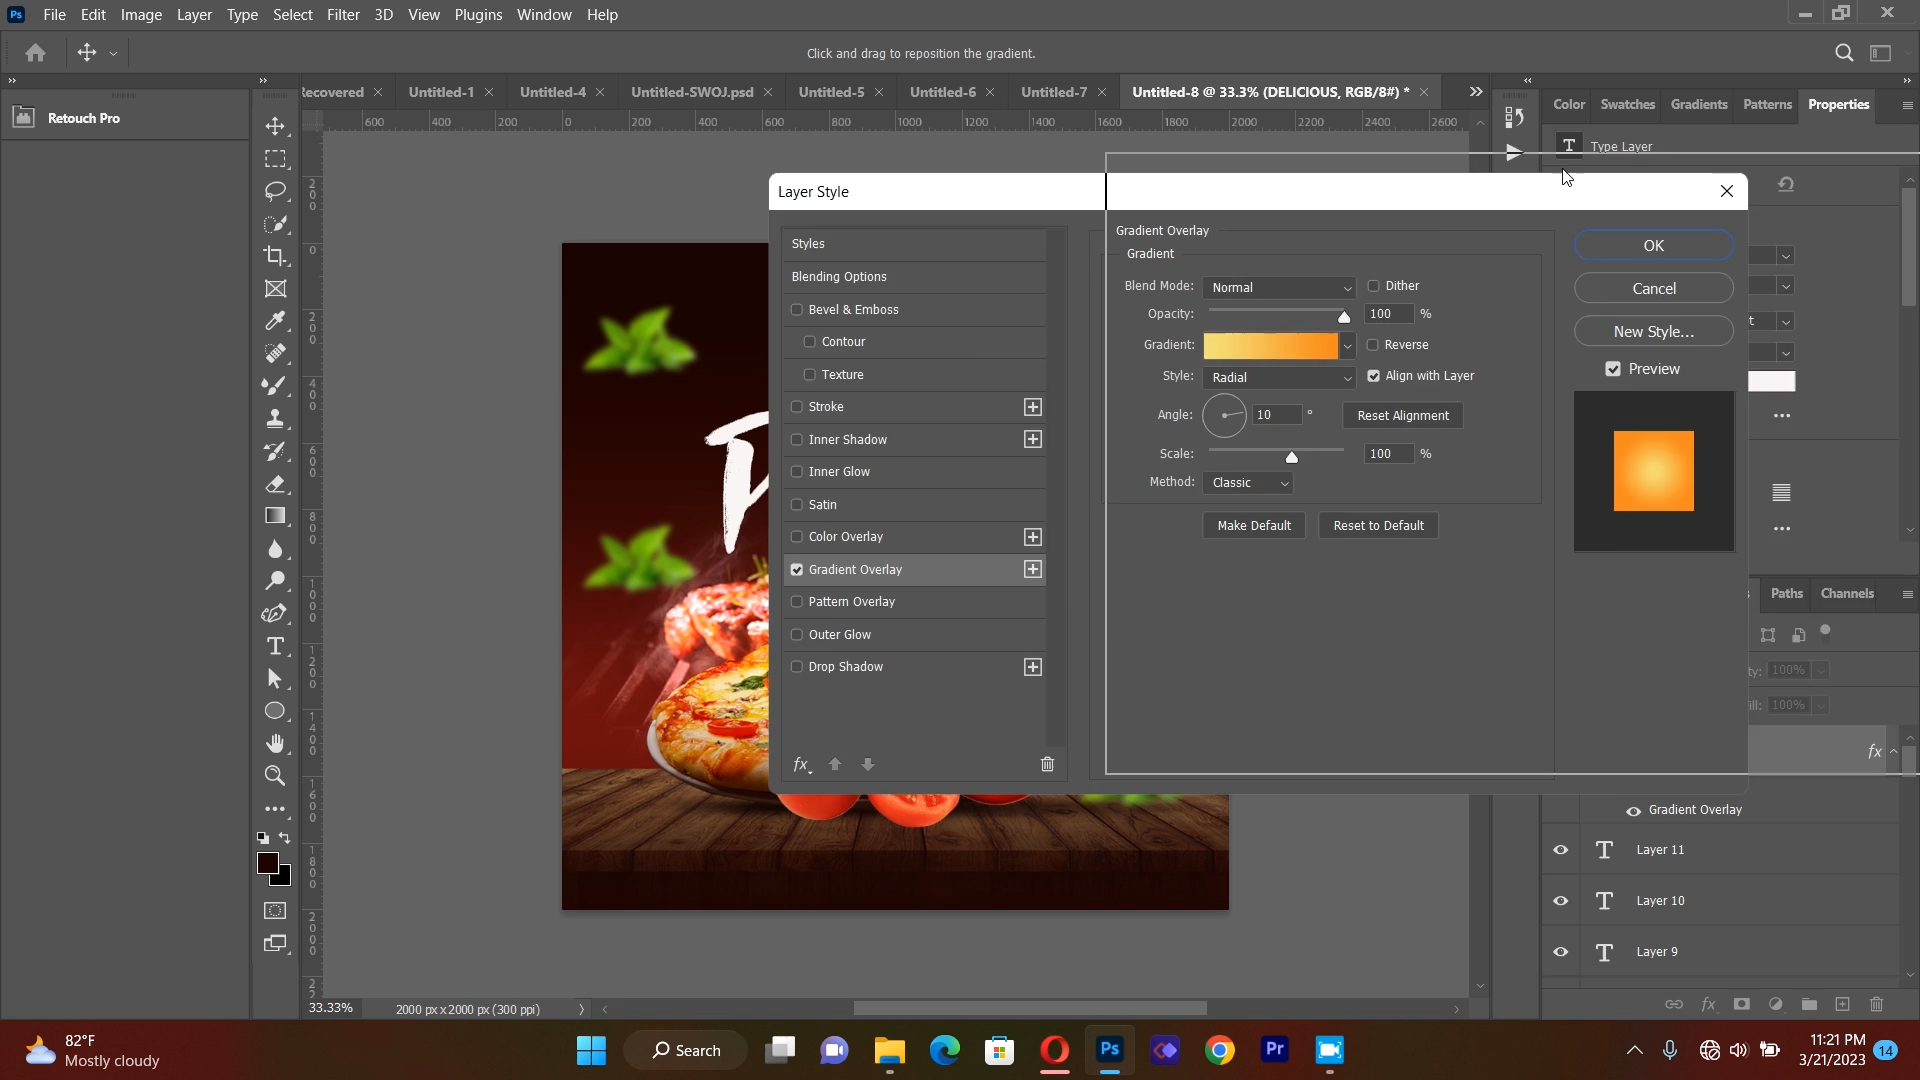 File Edit Image Layer Type Select Filter 3D View Plugins Window Help
Click and drag to reposition the gradient.
Retouch Pro
Recovered × Untitled-1 × Untitled-4 × Untitled-SWOJ.psd × Untitled-5 × Untitled-6 × Untitled-7 × Untitled-8 @ 33.3% (DELICIOUS, RGB/8#) * ×
600 400 200 0 200 400 600 800 1000 1200 1400 1600 1800 2000 2200 2400 2600
Color Swatches Gradients Patterns Properties
Type Layer
Layer Style
Styles
Blending Options
Bevel & Emboss
Contour
Texture
Stroke
Inner Shadow
Inner Glow
Satin
Color Overlay
Gradient Overlay
Pattern Overlay
Outer Glow
Drop Shadow
fx
Gradient Overlay
Gradient
Blend Mode: Normal Dither
Opacity: 100 %
Gradient: Reverse
Style: Radial Align with Layer
Angle: 10 ° Reset Alignment
Scale: 100 %
Method: Classic
Make Default Reset to Default
OK
Cancel
New Style...
Preview
Paths Channels
100%
100%
fx
Gradient Overlay
Layer 11
Layer 10
Layer 9
33.33% 2000 px x 2000 px (300 ppi)
82°F
Mostly cloudy
Search
Ps
Pr
11:21 PM
3/21/2023
14